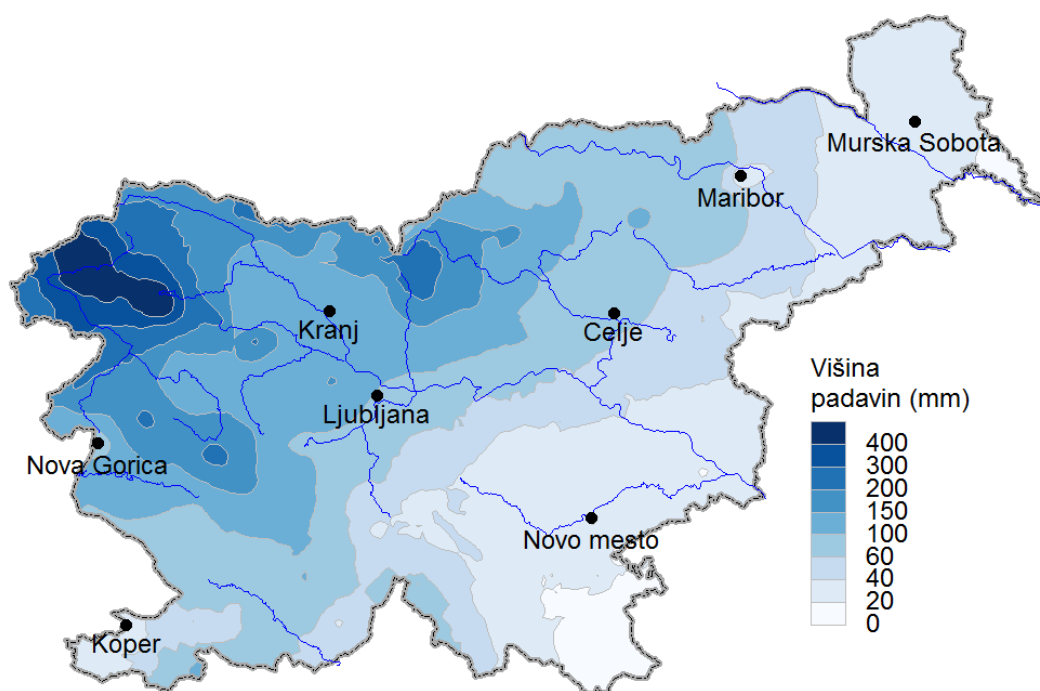 Murska Sobota
Maribor
Kranj
Celje
Ljubljana
Nova Gorica
Novo mesto
Koper
Višina
padavin (mm)
400
300
200
150
100
60
40
20
0